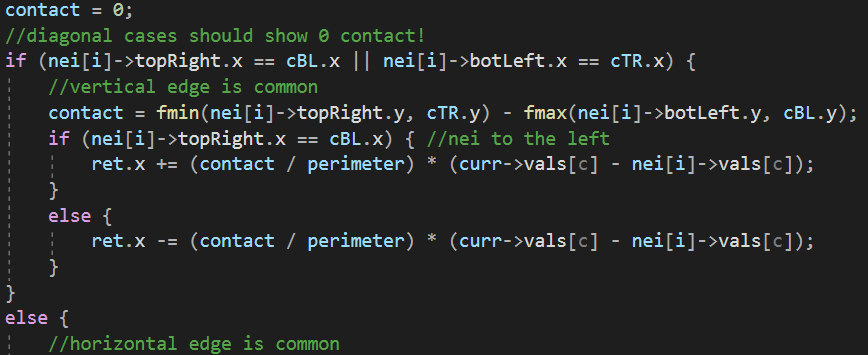 contact = 0;
//diagonal cases should show 0 contact!
if (nei[i]->topRight.x == cBL.x || nei[i]->botLeft.x == cTR.x) {
//vertical edge is common
contact = fmin(nei[i]->topRight.y, cTR.y) - fmax(nei[i]->botLeft.y, cBL.y);
if (nei[i]->topRight.x == cBL.x) { //nei to the left
ret.x += (contact / perimeter) * (curr->vals[c] - nei[i]->vals[c]);
}
else {
ret.x -= (contact / perimeter) * (curr->vals[c] - nei[i]->vals[c]);
}
}
else {
//horizontal edge is common